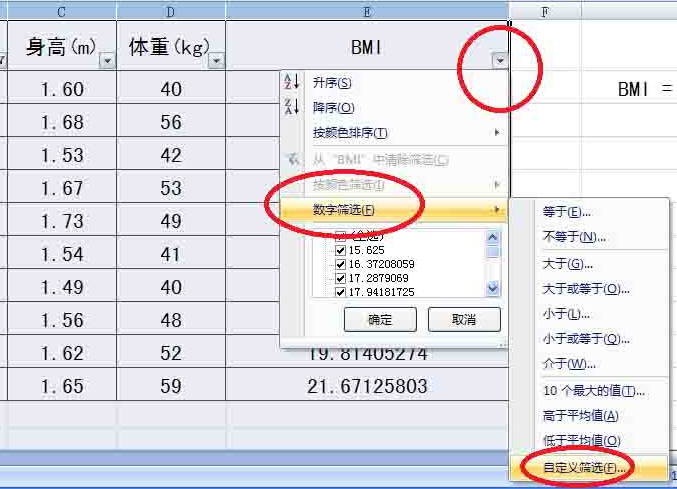 C D E F
身高(m) 体重(kg) BMI
1.60 40
1.68 56
1.53 42
1.67 53
1.73 49
1.54 41
1.49 40
1.56 48
1.62 52 19.81405274
1.65 59 21.67125803
BMI =
升序(S)
降序(O)
按颜色排序(T)
从"BMI"中清除筛选(C)
按颜色筛选(I)
数字筛选(F)
(全选)
15.625
16.37208059
17.2879069
17.94181725
确定 取消
等于(E)...
不等于(N)...
大于(G)...
大于或等于(O)...
小于(L)...
小于或等于(Q)...
介于(W)...
10 个最大的值(T)...
高于平均值(A)
低于平均值(O)
自定义筛选(F)...